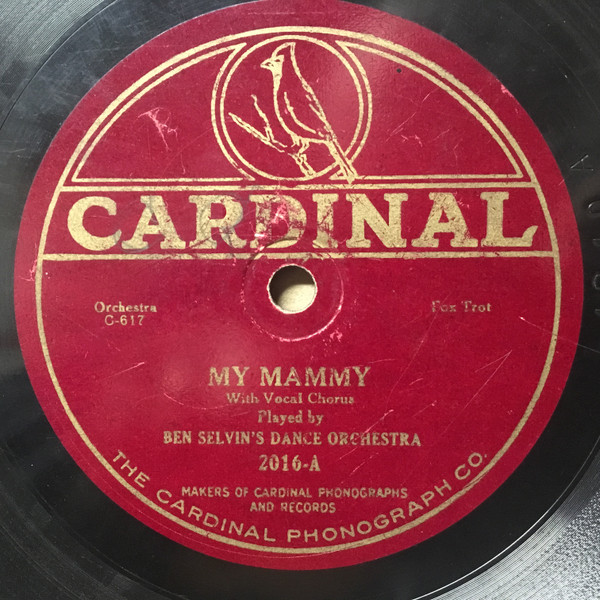 CARDINAL
Orchestra
C-617
Fox Trot
MY MAMMY
With Vocal Chorus
Played by
BEN SELVIN'S DANCE ORCHESTRA
2016-A
MAKERS OF CARDINAL PHONOGRAPHS
AND RECORDS
THE CARDINAL PHONOGRAPH CO.